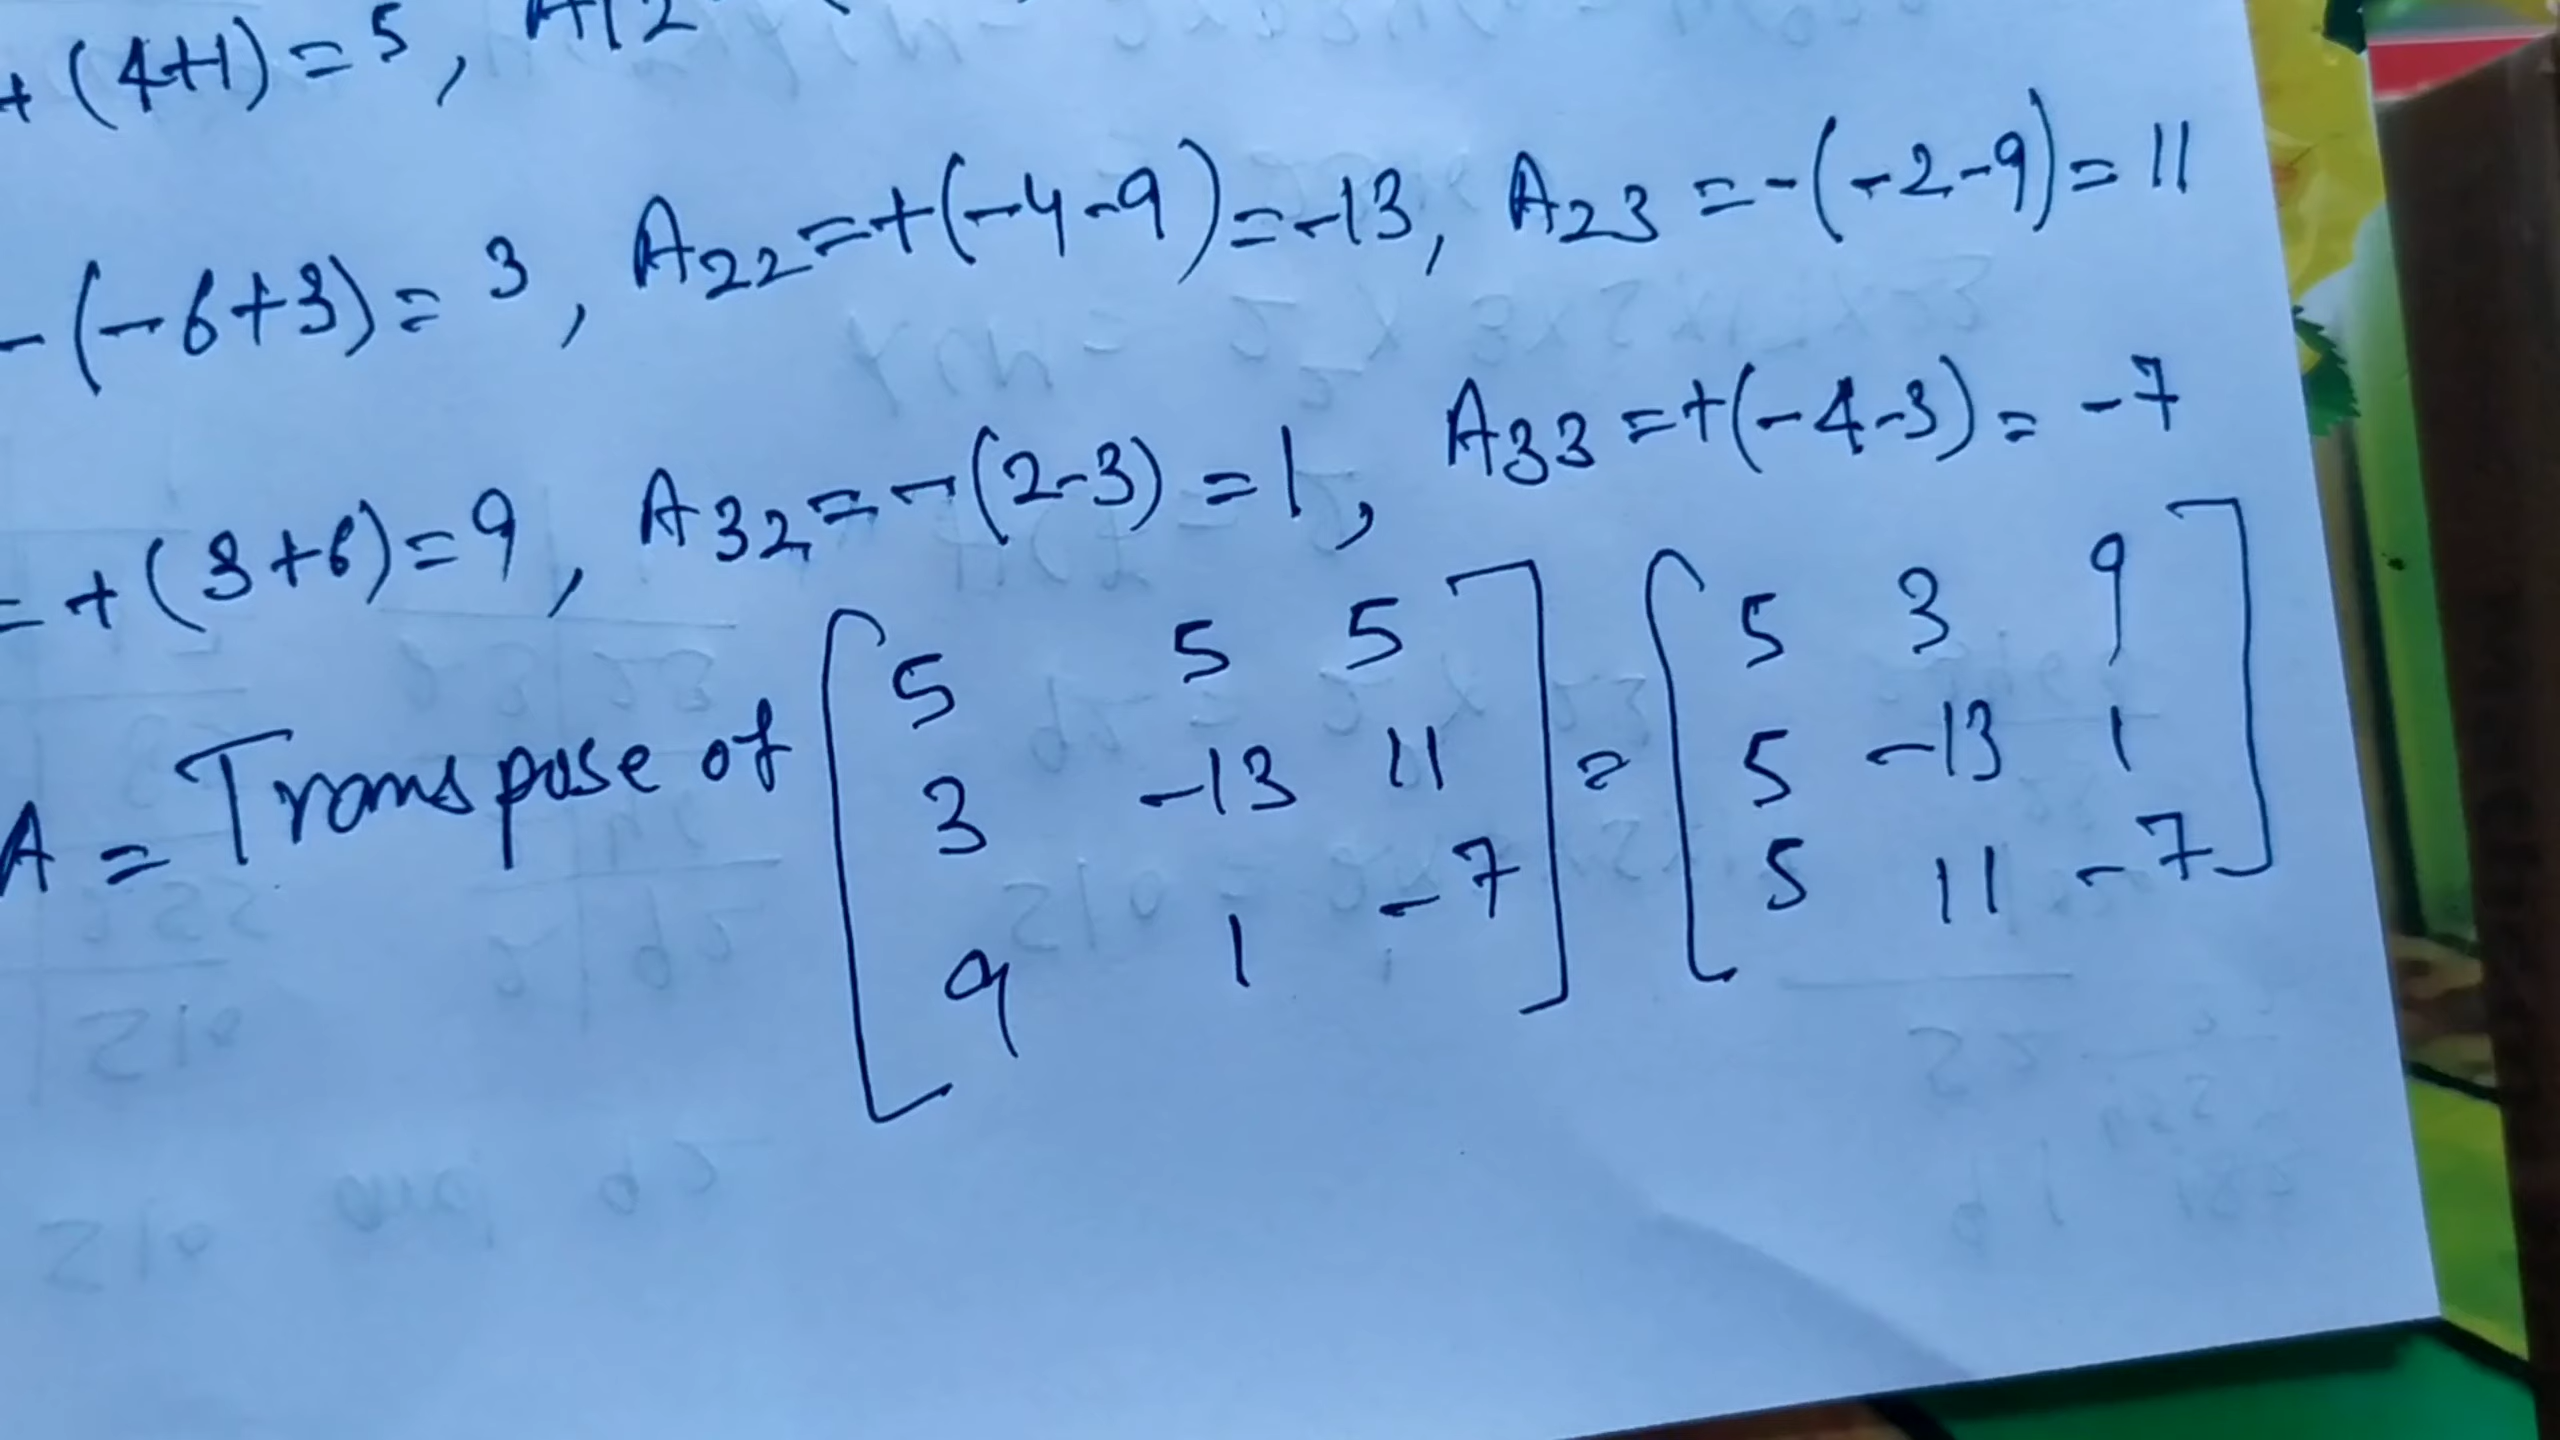 +(4+1)=5, A12
-(-6+3)=3, A22=+(-4-9)=-13, A23=-(-2-9)=11
=+(3+6)=9, A32=-(2-3)=1, A33=+(-4-3)=-7
A = Transpose of [5 5 5 = [5 3 9
3 -13 11 5 -13 1
9 1 -7] 5 11 -7]